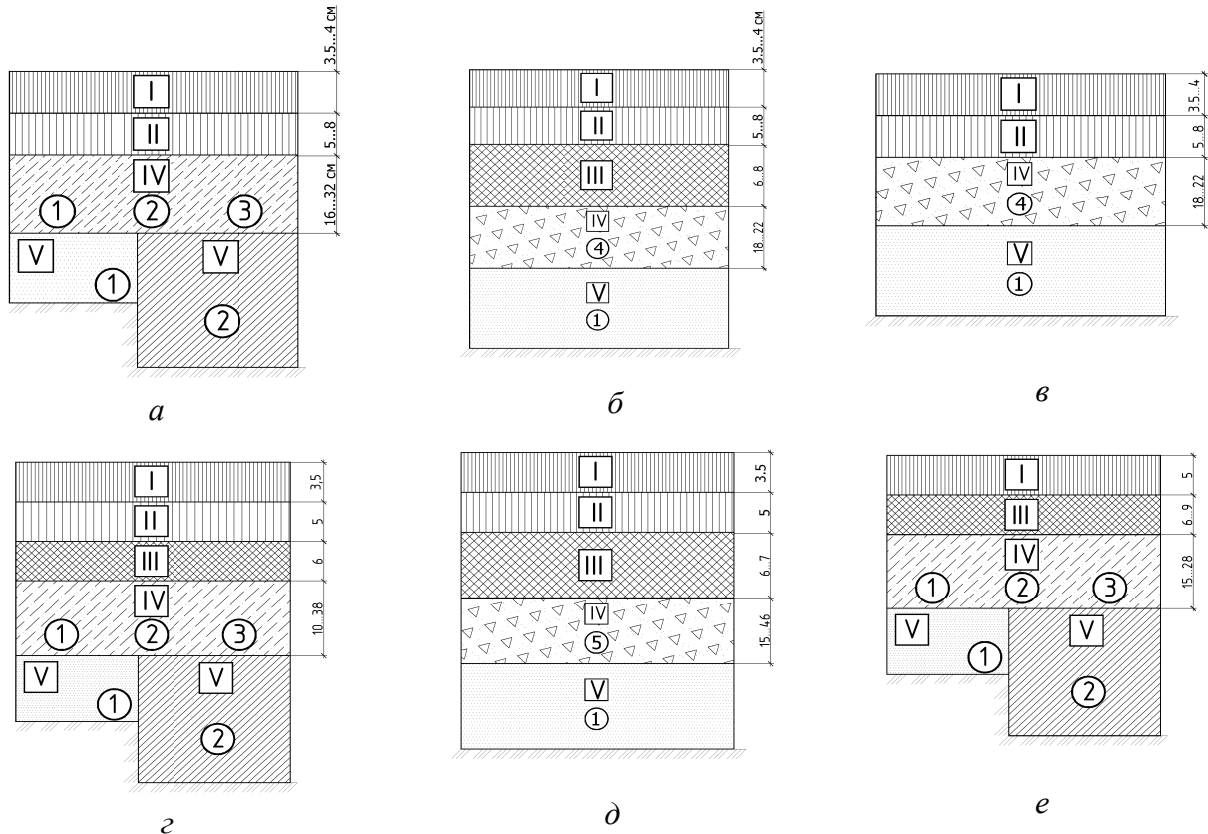 3.5...4 см
I
II
5...8
IV
16...32 см
1
2
3
V
V
1
2
а
3.5...4 см
I
II
5...8
III
6...8
IV
18...22
4
V
1
б
I
3.5...4
II
5...8
IV
18...22
4
V
1
в
I
3,5
II
5
III
6
IV
10...38
1
2
3
V
V
1
2
г
I
3.5
II
5
III
6...7
IV
15...46
5
V
1
д
I
5
III
6...9
IV
15...28
1
2
3
V
V
1
2
е